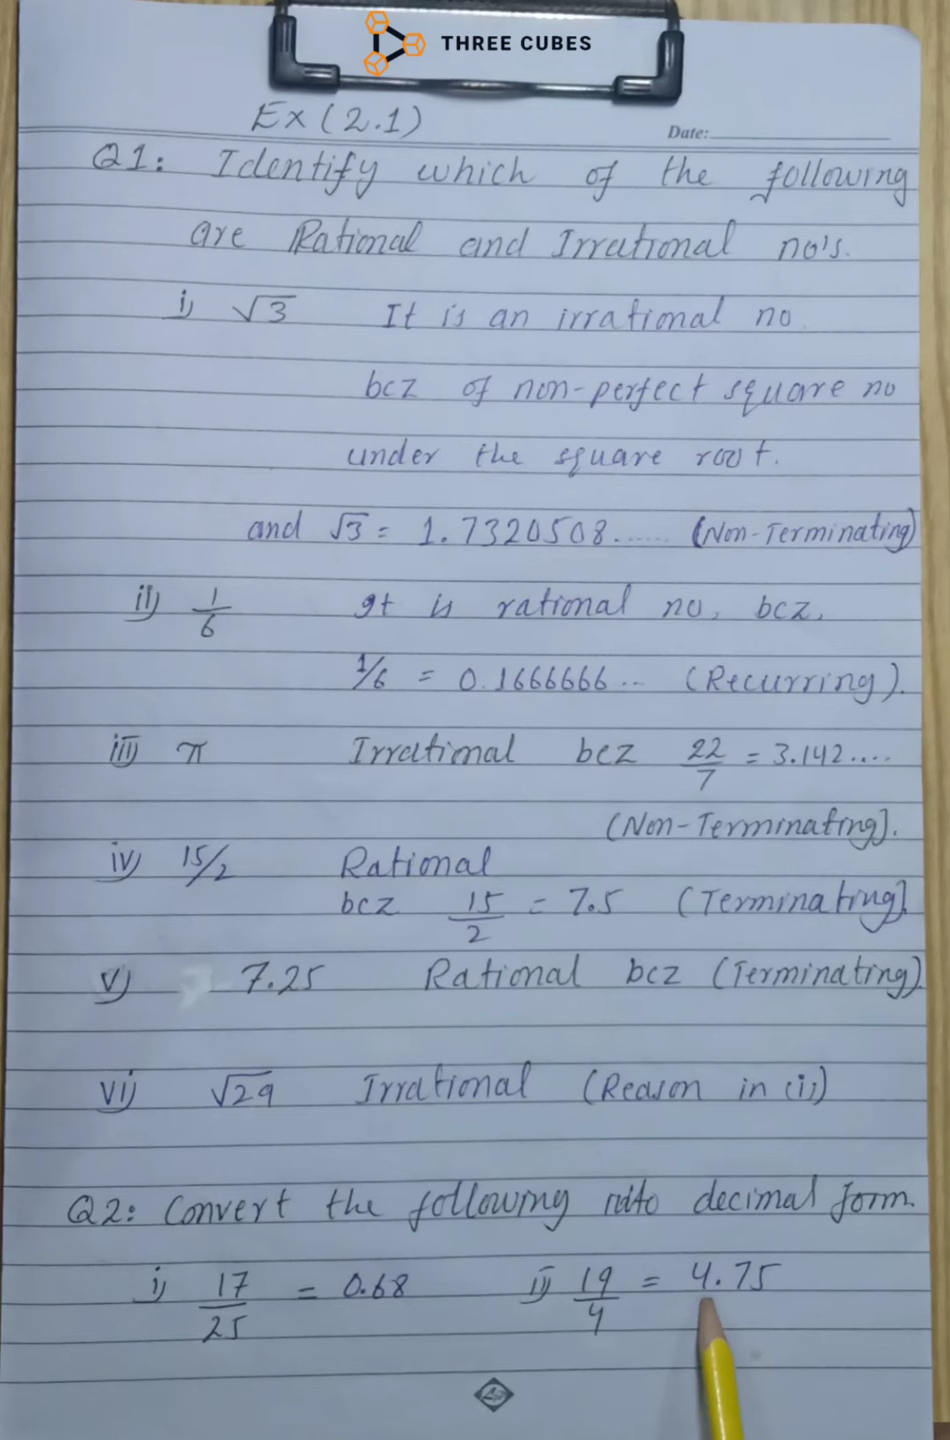 THREE CUBES
Ex (2.1)
Date:
Q1: Identify which of the following
are Rational and Irrational no's.
i) √3 It is an irrational no
bcz of non-perfect square no
under the square root.
and √3 = 1.7320508...... (Non-Terminating)
ii) 1/6 It is rational no, bcz,
1/6 = 0.1666666.. (Recurring).
iii) π Irrational bcz 22/7 = 3.142....
(Non-Terminating).
iv) 15/2 Rational
bcz 15/2 = 7.5 (Terminating).
v) 7.25 Rational bcz (Terminating)
vi) √29 Irrational (Reason in (i))
Q2: Convert the following into decimal form.
i) 17/25 = 0.68 ii) 19/4 = 4.75